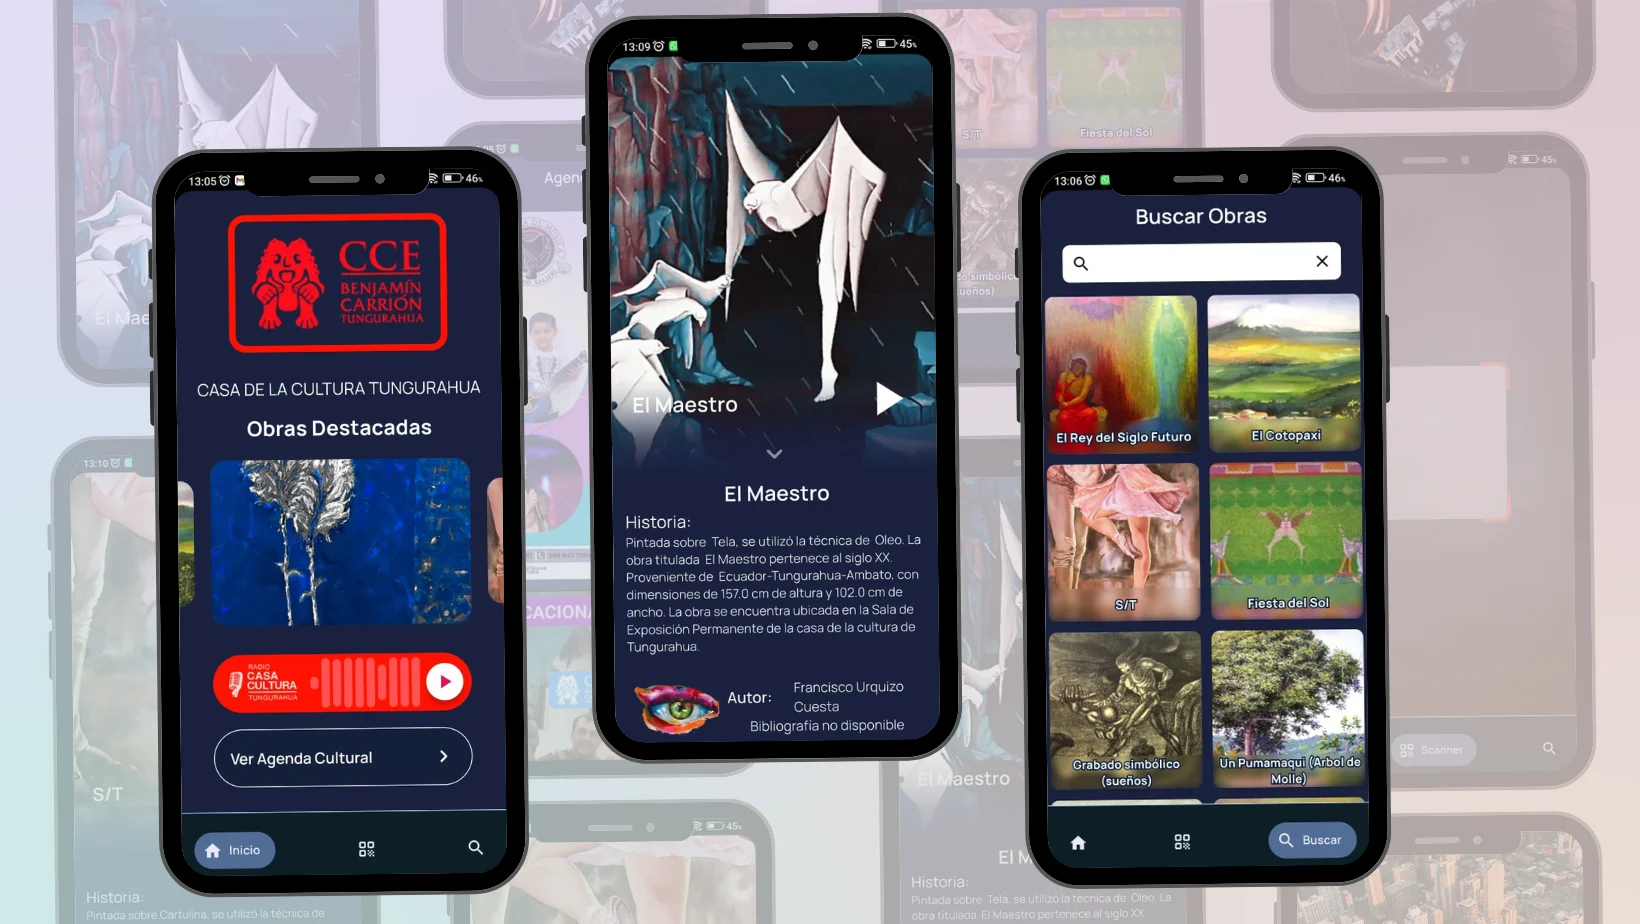 13:05
46%
CCE
BENJAMÍN
CARRIÓN
TUNGURAHUA
CASA DE LA CULTURA TUNGURAHUA
Obras Destacadas
RADIO
CASA
CULTURA
TUNGURAHUA
Ver Agenda Cultural
Inicio
13:09
45%
El Maestro
El Maestro
Historia:
Pintada sobre Tela, se utilizó la técnica de Oleo. La
obra titulada El Maestro pertenece al siglo XX.
Proveniente de Ecuador-Tungurahua-Ambato, con
dimensiones de 157.0 cm de altura y 102.0 cm de
ancho. La obra se encuentra ubicada en la Sala de
Exposición Permanente de la casa de la cultura de
Tungurahua.
Autor:
Francisco Urquizo
Cuesta
Bibliografía no disponible
13:06
46%
Buscar Obras
El Rey del Siglo Futuro
El Cotopaxi
S/T
Fiesta del Sol
Grabado simbólico
(sueños)
Un Pumamaqui (Arbol de
Molle)
Buscar
S/T
Fiesta del Sol
45%
Scanner
13:10
S/T
Historia:
Pintada sobre Cartulina, se utilizó la técnica de
45%
El Maestro
Historia:
Pintada sobre Tela, se utilizó la técnica de Oleo. La
obra titulada El Maestro pertenece al siglo XX.